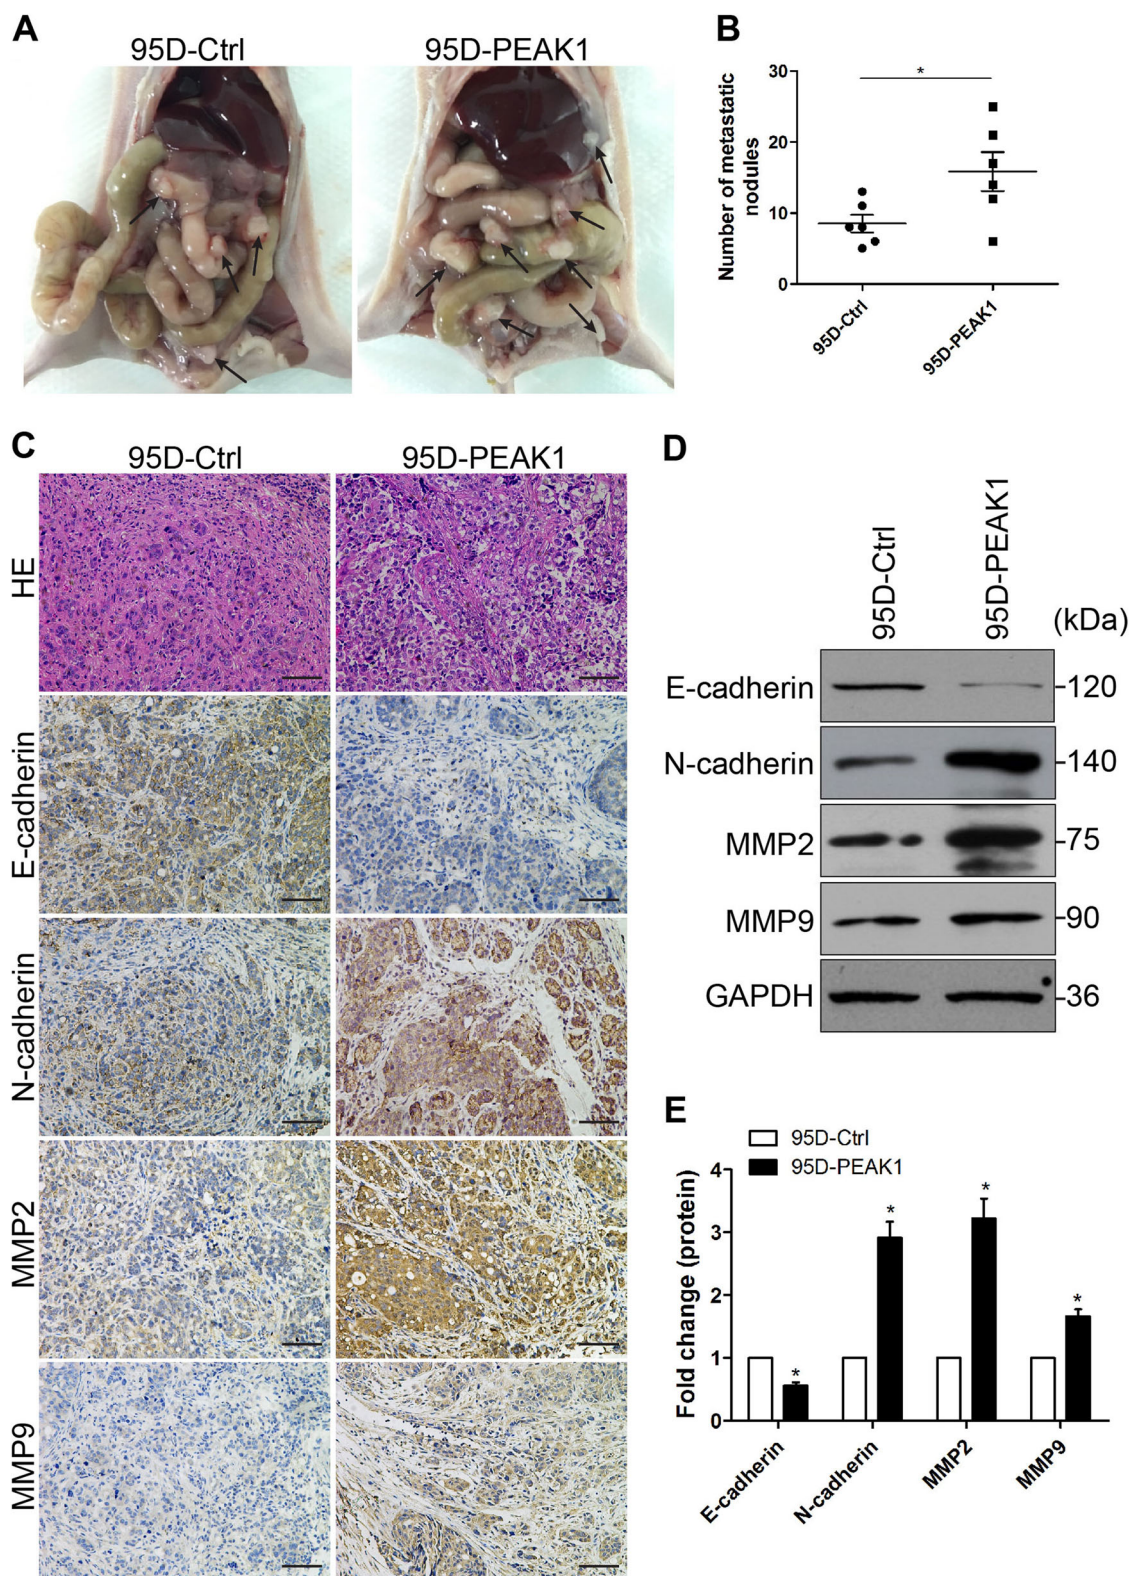 A
95D-Ctrl
95D-PEAK1
B
Number of metastatic
nodules
30
20
10
0
*
95D-Ctrl
95D-PEAK1
C
95D-Ctrl
95D-PEAK1
HE
E-cadherin
N-cadherin
MMP2
MMP9
D
95D-Ctrl
95D-PEAK1
(kDa)
E-cadherin
120
N-cadherin
140
MMP2
75
MMP9
90
GAPDH
36
E
95D-Ctrl
95D-PEAK1
Fold change (protein)
4
3
2
1
0
*
*
*
*
E-cadherin
N-cadherin
MMP2
MMP9